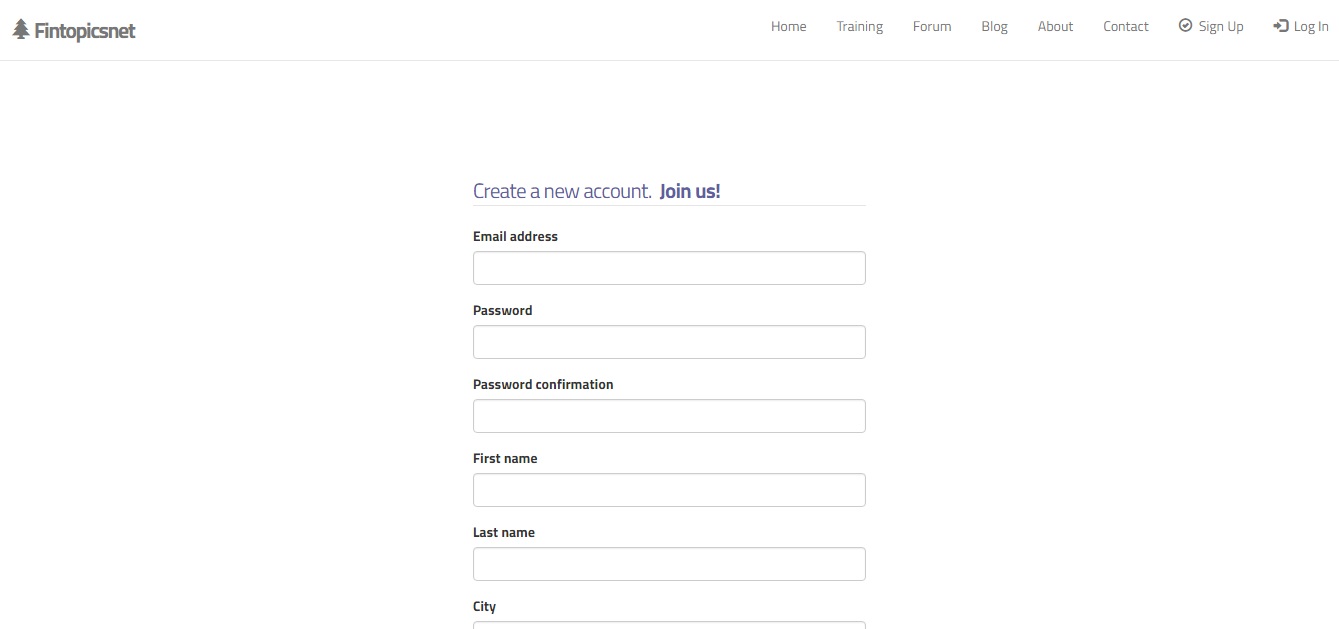 Fintopicsnet
Home Training Forum Blog About Contact Sign Up Log In
Create a new account. Join us!
Email address
Password
Password confirmation
First name
Last name
City